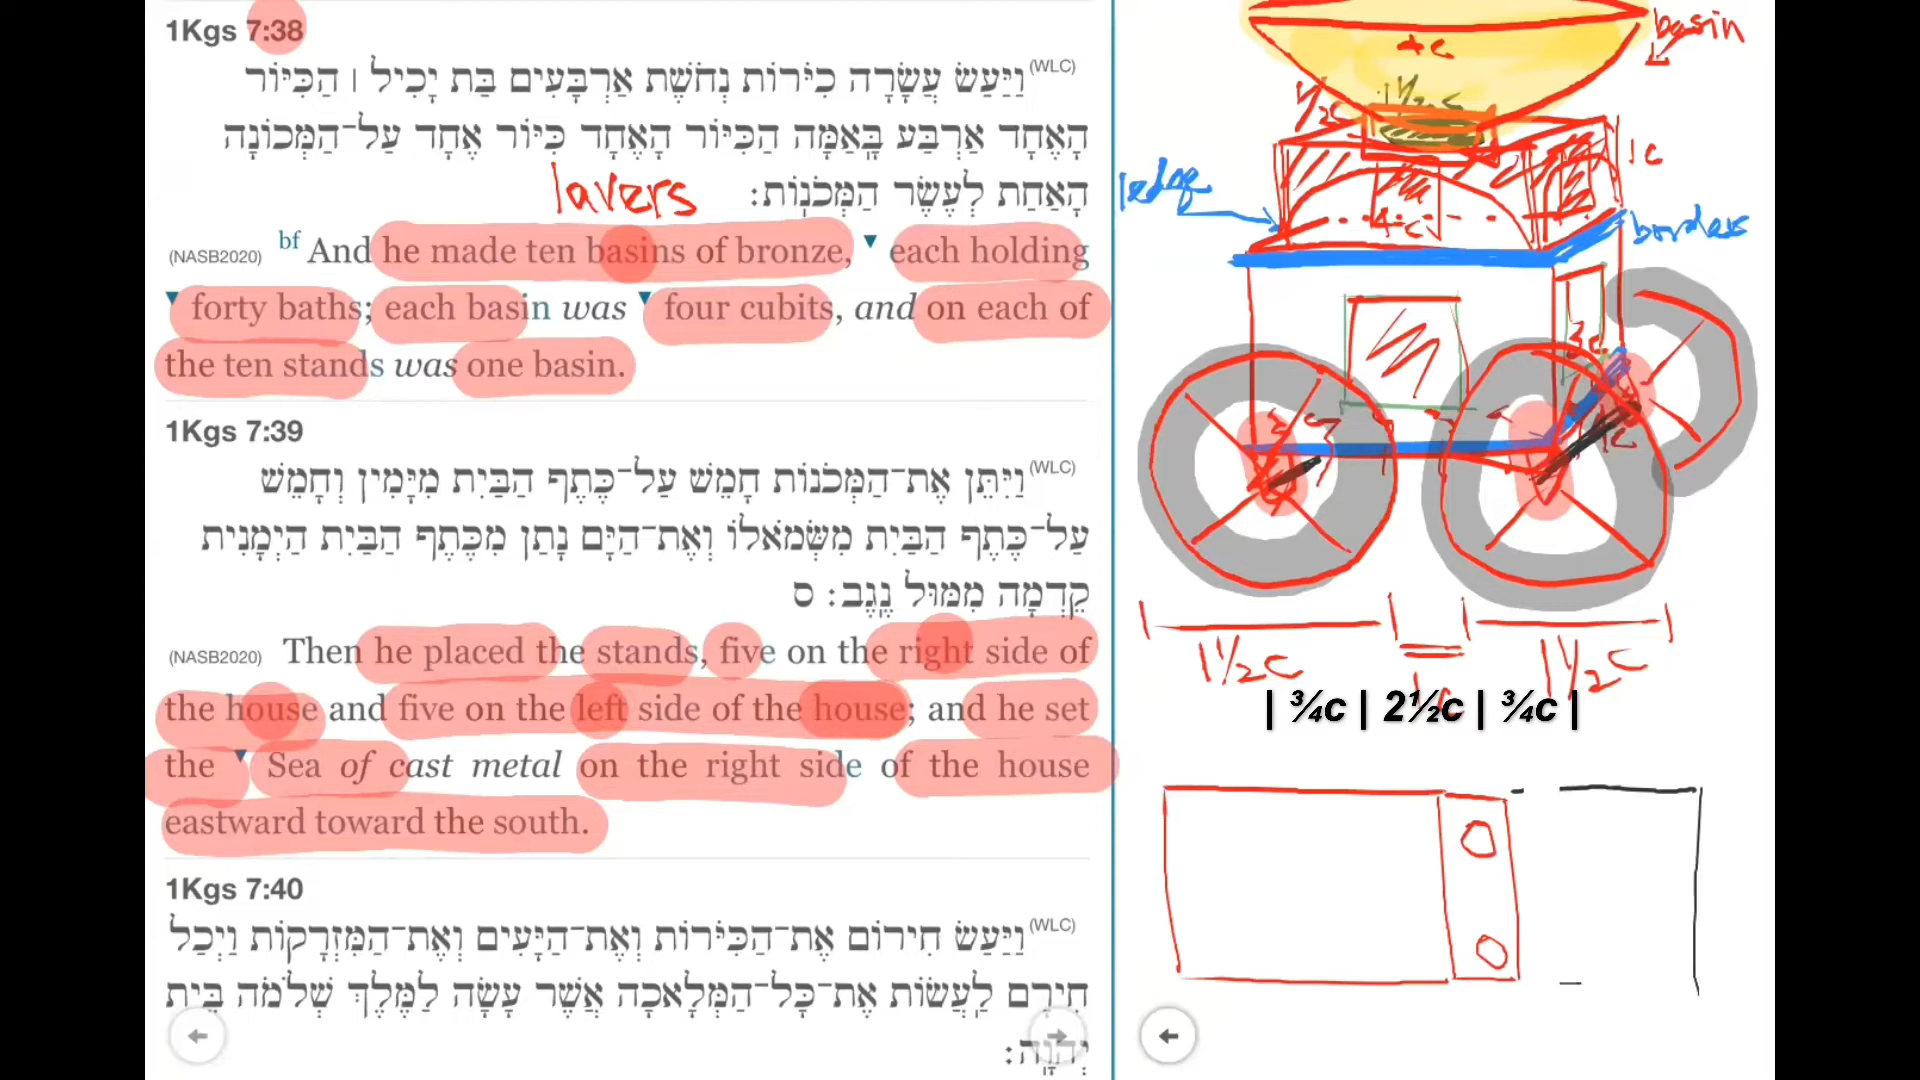 1Kgs 7:38
(WLC) וַיַּעַשׂ עֲשָׂרָה כִיֹּרוֹת נְחֹשֶׁת אַרְבָּעִים בַּת יָכִיל ׀ הַכִּיּוֹר
הָאֶחָד אַרְבַּע בָּאַמָּה הַכִּיּוֹר הָאֶחָד כִּיּוֹר אֶחָד עַל־הַמְּכוֹנָה
הָאַחַת לְעֶשֶׂר הַמְּכֹנוֹת׃
lavers
(NASB2020) bf And he made ten basins of bronze, each holding
forty baths; each basin was four cubits, and on each of
the ten stands was one basin.
1Kgs 7:39
(WLC) וַיִּתֵּן אֶת־הַמְּכֹנוֹת חָמֵשׁ עַל־כֶּתֶף הַבַּיִת מִיָּמִין וְחָמֵשׁ
עַל־כֶּתֶף הַבַּיִת מִשְּׂמֹאלוֹ וְאֶת־הַיָּם נָתַן מִכֶּתֶף הַבַּיִת הַיְמָנִית
קֵדְמָה מִמּוּל נֶגֶב׃ ס
(NASB2020) Then he placed the stands, five on the right side of
the house and five on the left side of the house; and he set
the Sea of cast metal on the right side of the house
eastward toward the south.
1Kgs 7:40
(WLC) וַיַּעַשׂ חִירוֹם אֶת־הַכִּיֹּרוֹת וְאֶת־הַיָּעִים וְאֶת־הַמִּזְרָקוֹת וַיְכַל
חִירָם לַעֲשׂוֹת אֶת־כָּל־הַמְּלָאכָה אֲשֶׁר עָשָׂה לַמֶּלֶךְ שְׁלֹמֹה בֵּית
יְהוָה׃
basin
4c
1½c
½c
1c
ledge
4c
borders
3c
1½c
1½c
| ¾c | 2½c | ¾c |